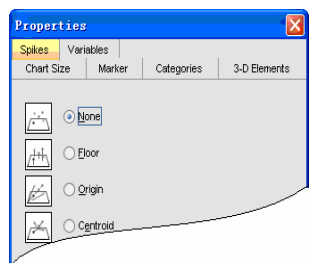 Properties
Spikes Variables
Chart Size Marker Categories 3-D Elements
None
Floor
Origin
Centroid